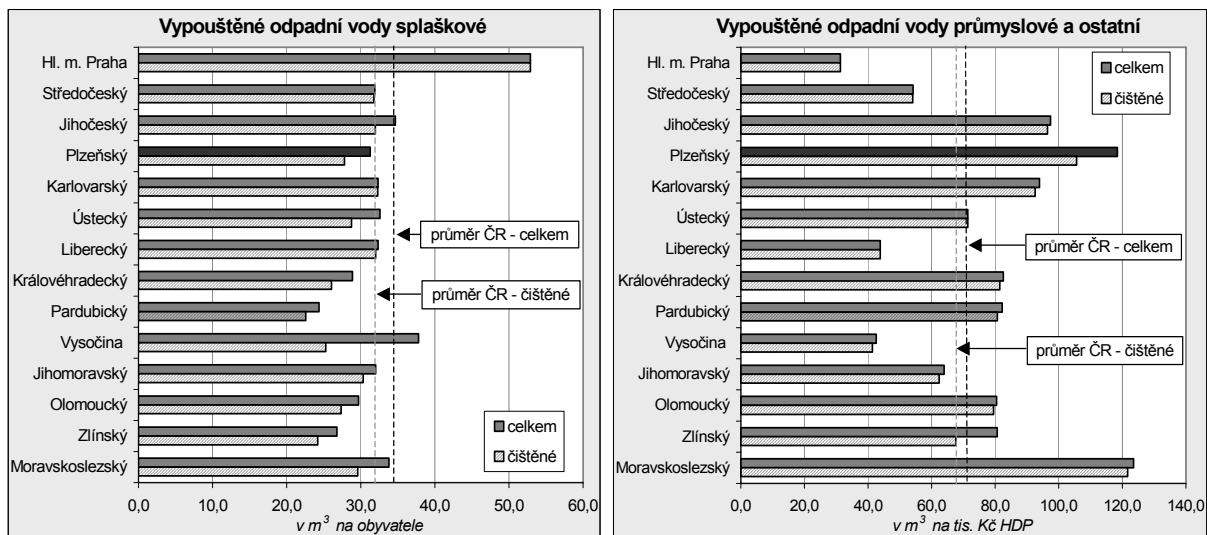 Vypouštěné odpadní vody splaškové
Hl. m. Praha
Středočeský
Jihočeský
Plzeňský
Karlovarský
Ústecký
Liberecký
Královéhradecký
Pardubický
Vysočina
Jihomoravský
Olomoucký
Zlínský
Moravskoslezský
průměr ČR - celkem
průměr ČR - čištěné
celkem
čištěné
0,0 10,0 20,0 30,0 40,0 50,0 60,0
v m³ na obyvatele
Vypouštěné odpadní vody průmyslové a ostatní
Hl. m. Praha
Středočeský
Jihočeský
Plzeňský
Karlovarský
Ústecký
Liberecký
Královéhradecký
Pardubický
Vysočina
Jihomoravský
Olomoucký
Zlínský
Moravskoslezský
celkem
čištěné
průměr ČR - celkem
průměr ČR - čištěné
0,0 20,0 40,0 60,0 80,0 100,0 120,0 140,0
v m³ na tis. Kč HDP